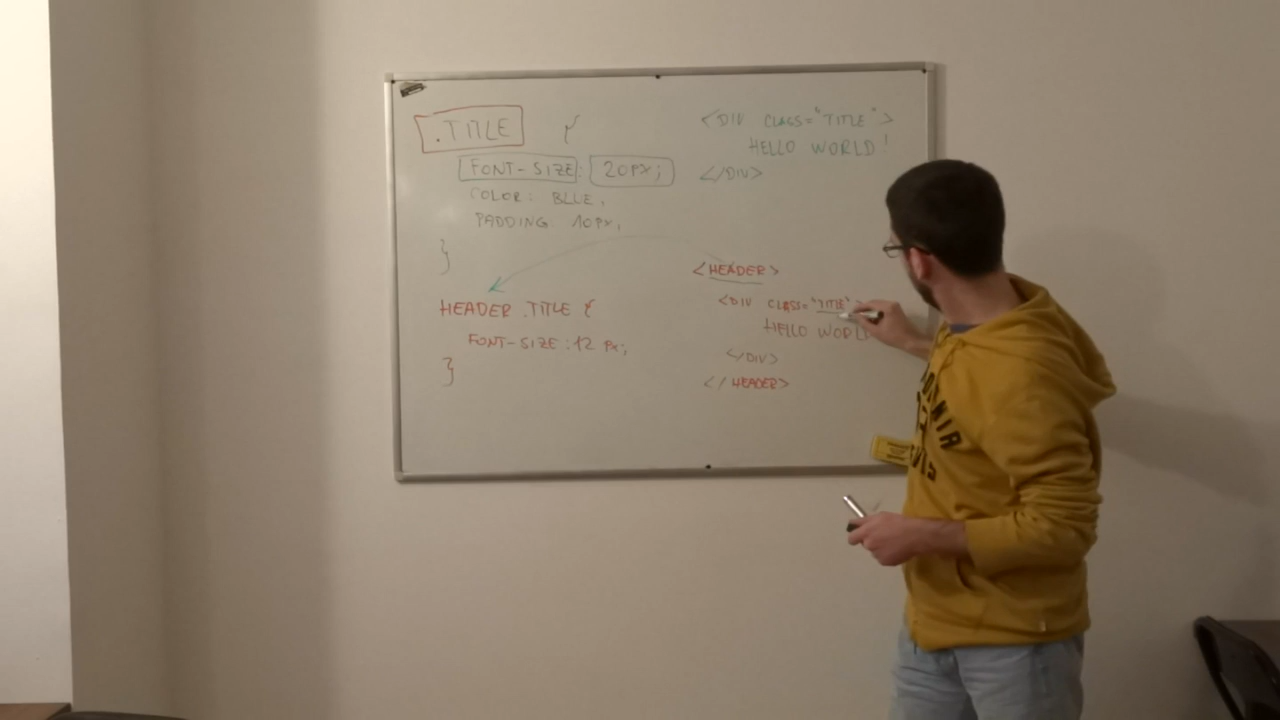 .TITLE {
FONT-SIZE: 20PX;
COLOR: BLUE,
PADDING 10PX,
}
HEADER .TITLE {
FONT-SIZE:12 PX;
}
<DIV CLASS="TITLE">
HELLO WORLD!
</DIV>
<HEADER>
<DIV CLASS="TITLE">
HELLO WORLD
</DIV>
</HEADER>